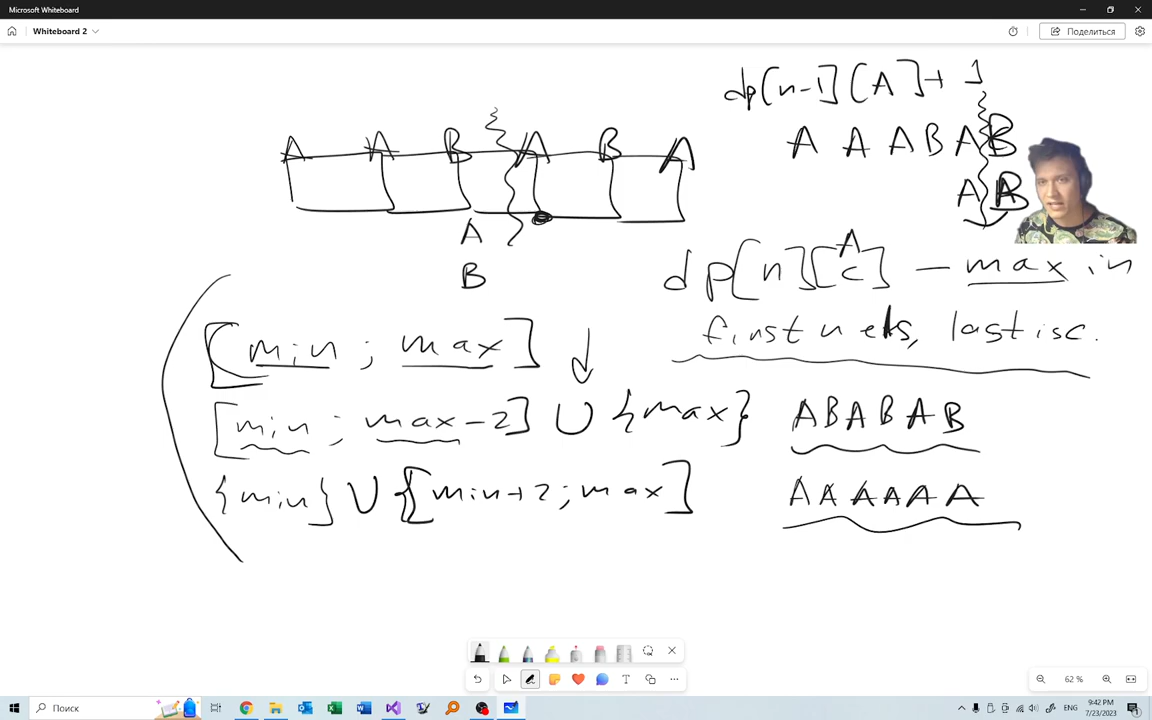 Microsoft Whiteboard
Whiteboard 2
Поделиться
dp[n-1][A]+1
A A B A B A
A A A B A B
A B
A
B
dp[n][c] — max in
A
first n els, last is c.
[min; max]
[min; max-2] ∪ {max}
A B A B A B
{min} ∪ {[min+2; max]
A A A A A A
62 %
Поиск
ENG
9:42 PM
7/23/2023